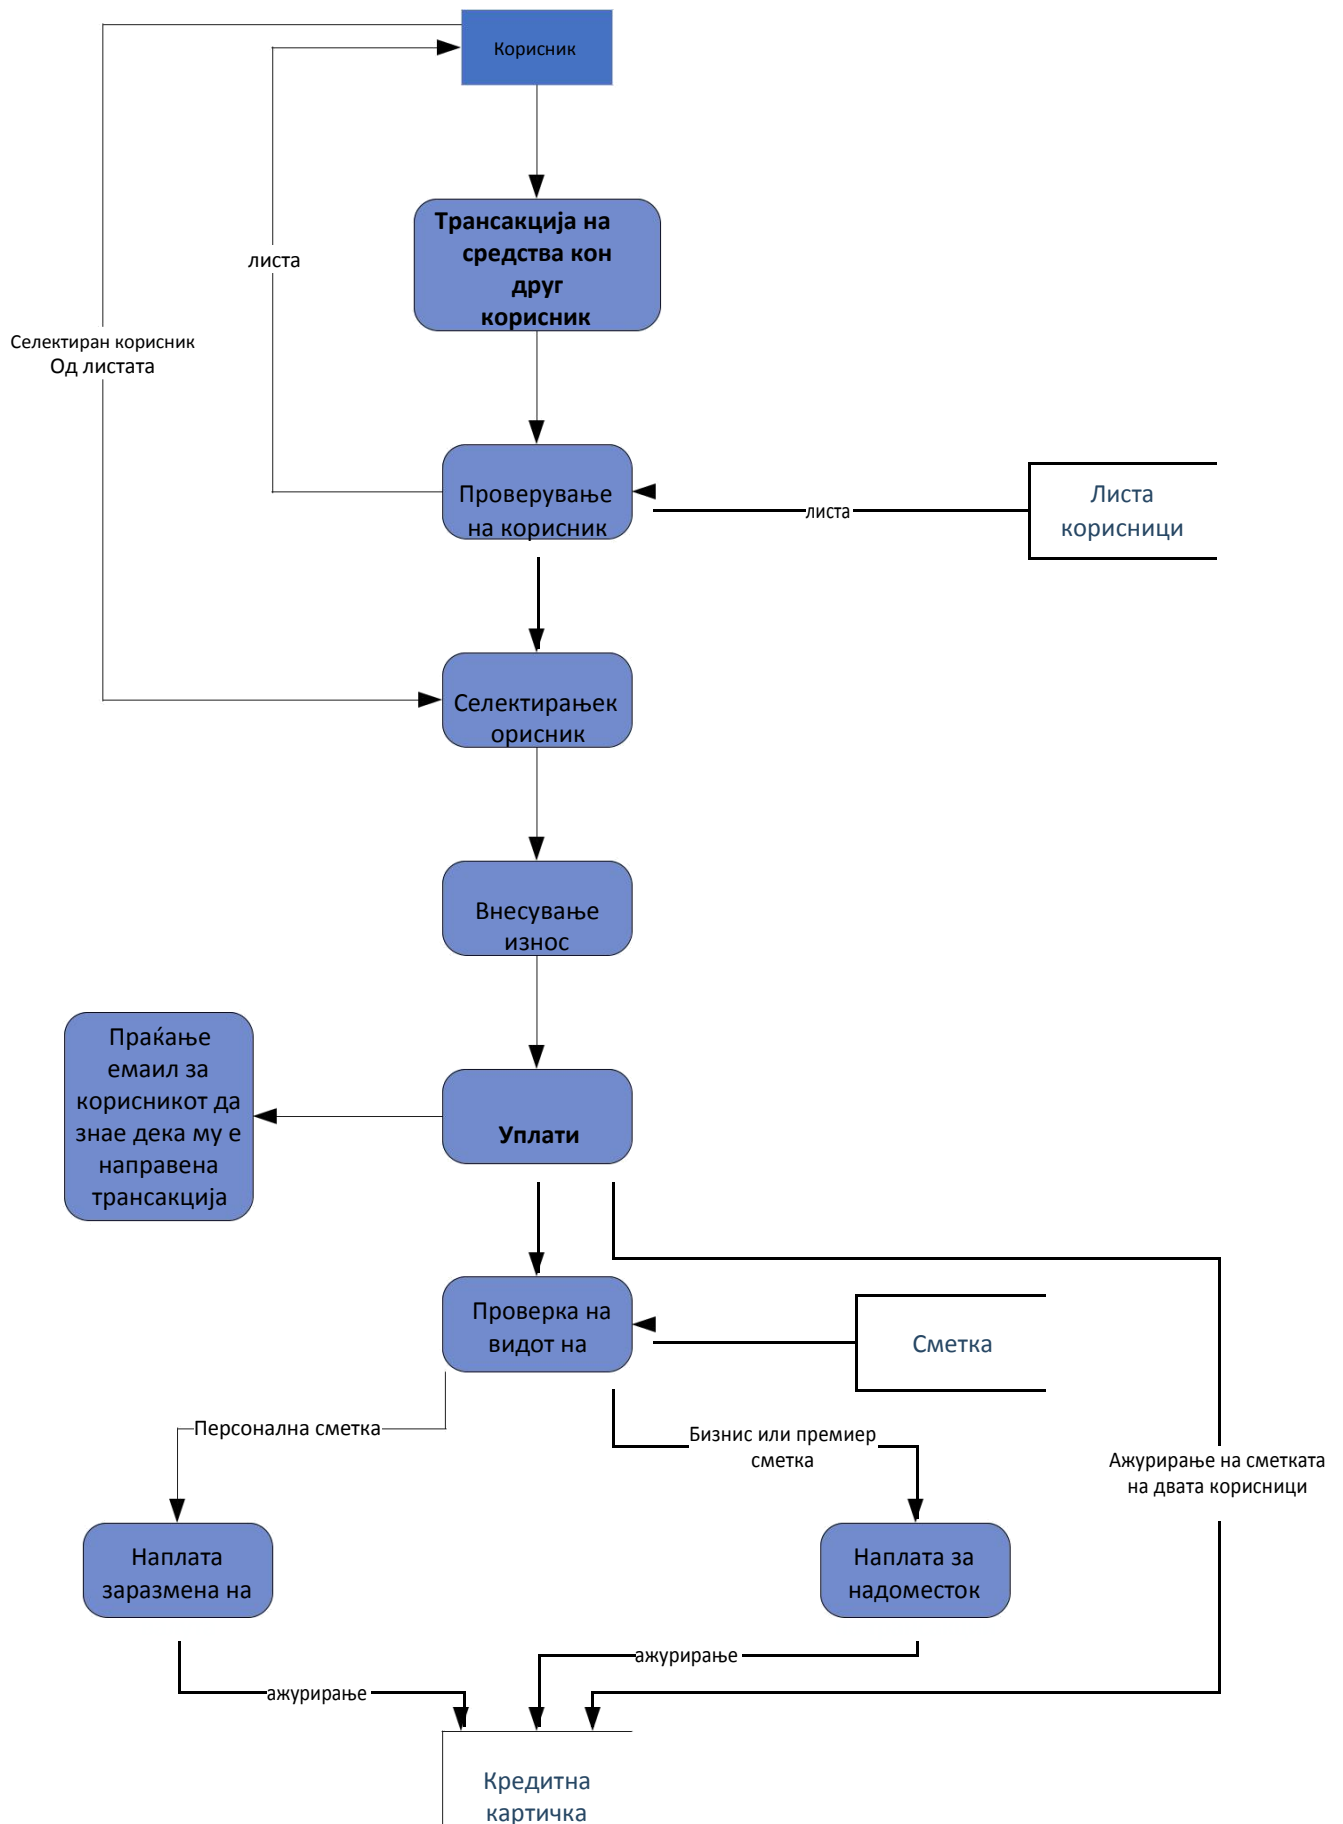 Корисник
Трансакција на
средства кон
друг
корисник
листа
Селектиран корисник
Од листата
Проверување
на корисник
листа
Листа
корисници
Селектирањек
орисник
Внесување
износ
Праќање
емаил за
корисникот да
знае дека му е
направена
трансакција
Уплати
Проверка на
видот на
Сметка
Персонална сметка
Бизнис или премиер
сметка
Ажурирање на сметката
на двата корисници
Наплата
заразмена на
Наплата за
надоместок
ажурирање
ажурирање
Кредитна
картичка